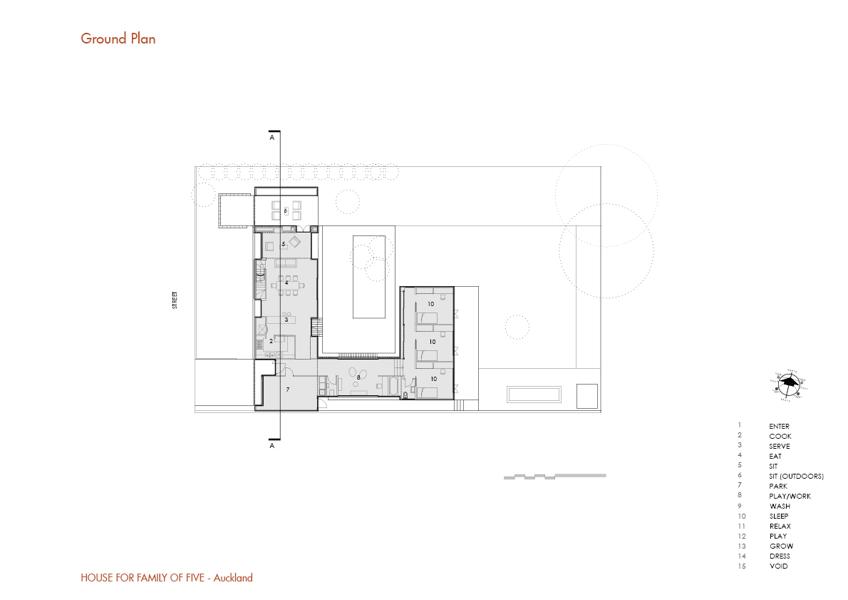 Ground Plan
A
6
5
STREET
4
10
3
2
10
8
10
7
A
1 ENTER
2 COOK
3 SERVE
4 EAT
5 SIT
6 SIT (OUTDOORS)
7 PARK
8 PLAY/WORK
9 WASH
10 SLEEP
11 RELAX
12 PLAY
13 GROW
14 DRESS
15 VOID
HOUSE FOR FAMILY OF FIVE - Auckland